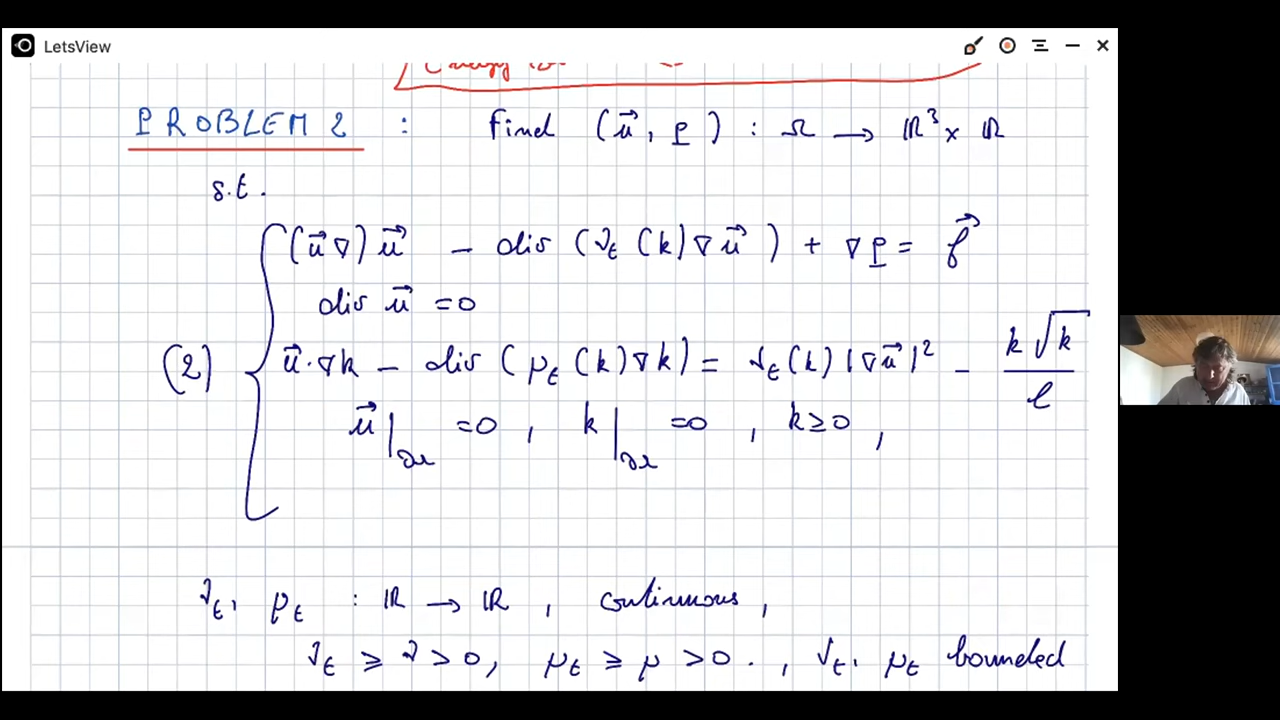 LetsView
PROBLEM 2 : find (u⃗, p) : Ω → ℝ³ × ℝ
s.t.
(u⃗∇)u⃗ − div (ν_t(k)∇u⃗) + ∇p = f⃗
div u⃗ = 0
(2) u⃗·∇k − div (μ_t(k)∇k) = ν_t(k)|∇u⃗|² − k√k / ℓ
u⃗|_∂Ω = 0, k|_∂Ω = 0, k ≥ 0,
ν_t, μ_t : ℝ → ℝ, continuous,
ν_t ≥ ν > 0, μ_t ≥ μ > 0., ν_t, μ_t bounded